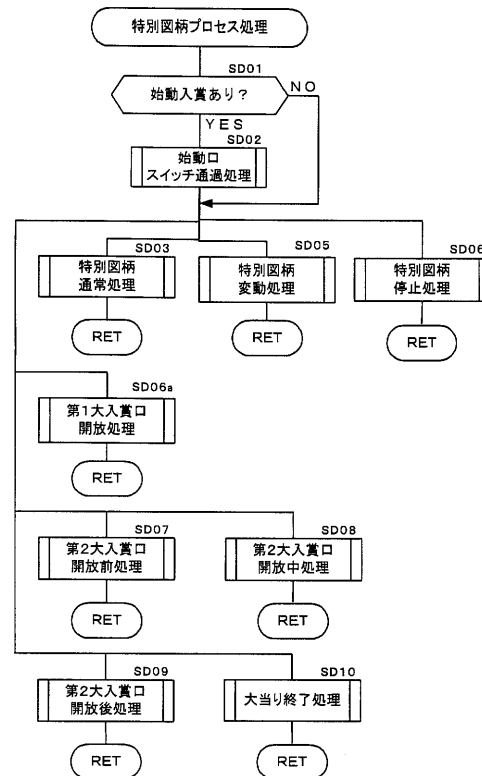 特別図柄プロセス処理
SD01
始動入賞あり？
NO
YES
SD02
始動口
スイッチ通過処理
SD03
特別図柄
通常処理
RET
SD05
特別図柄
変動処理
RET
SD06
特別図柄
停止処理
RET
SD06a
第1大入賞口
開放処理
RET
SD07
第2大入賞口
開放前処理
RET
SD08
第2大入賞口
開放中処理
RET
SD09
第2大入賞口
開放後処理
RET
SD10
大当り終了処理
RET